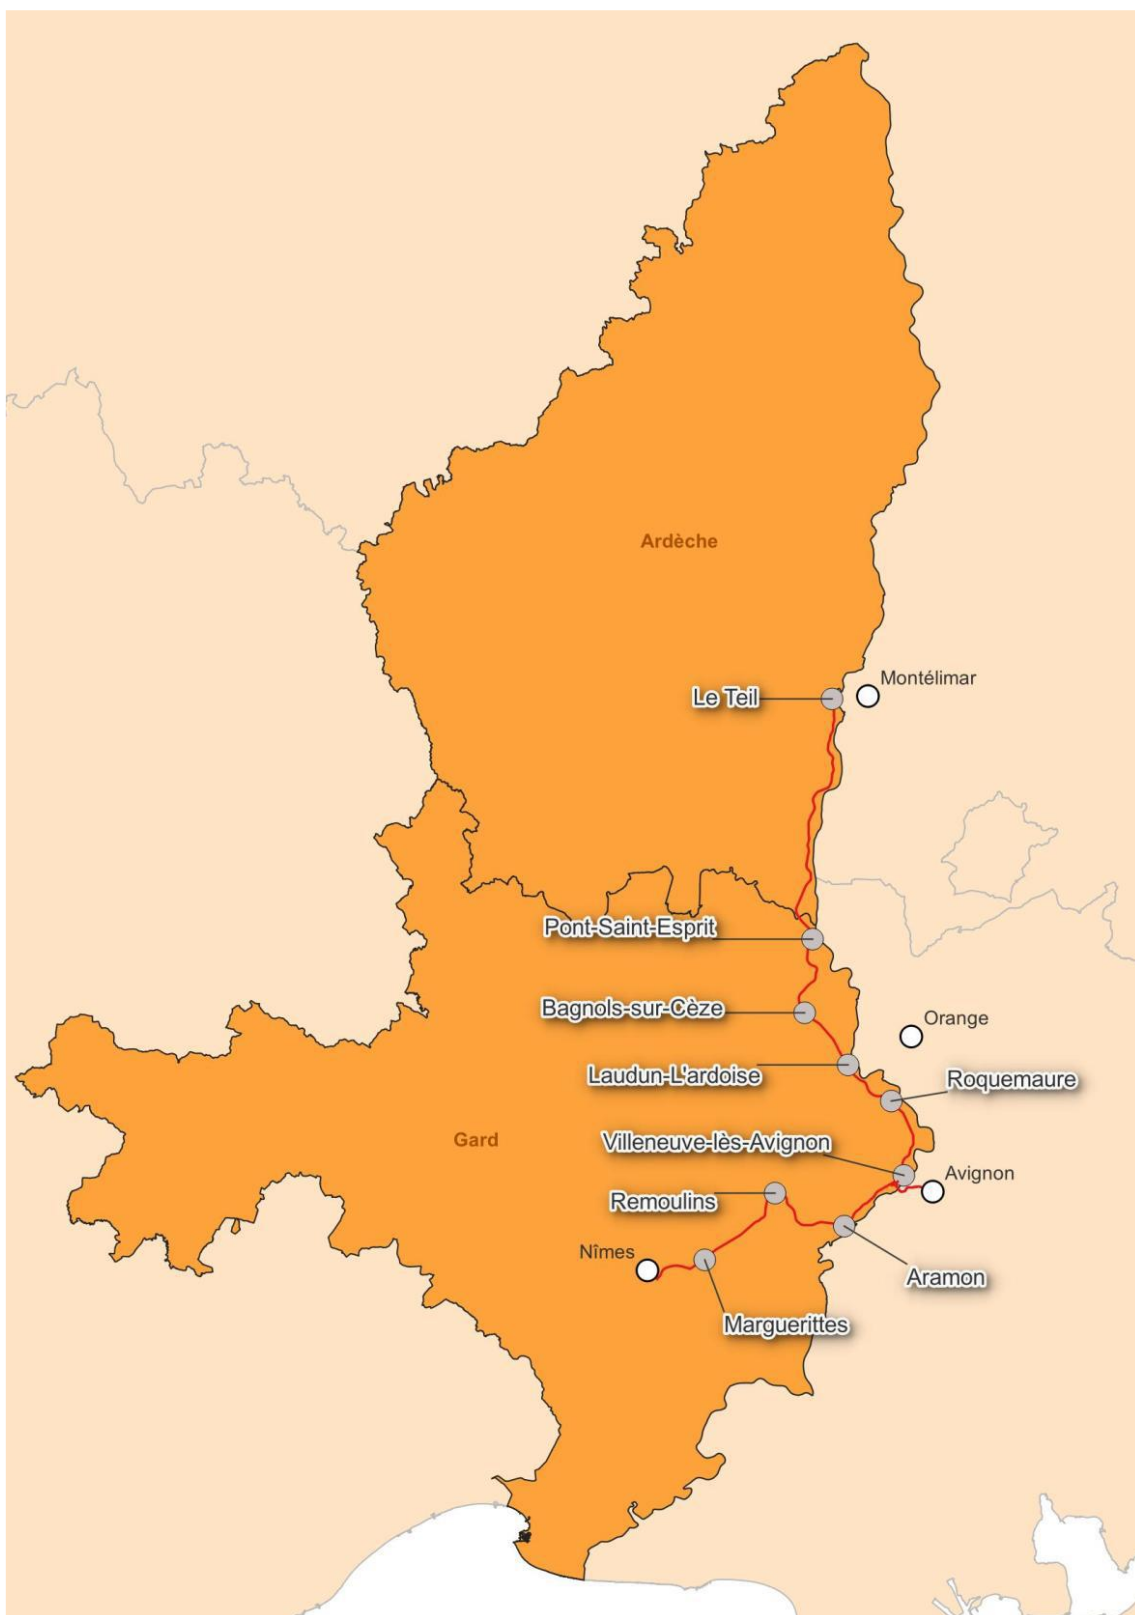 Ardèche
Montélimar
Le Teil
Pont-Saint-Esprit
Bagnols-sur-Cèze
Orange
Laudun-L'ardoise
Roquemaure
Gard
Villeneuve-lès-Avignon
Avignon
Remoulins
Nîmes
Aramon
Marguerittes